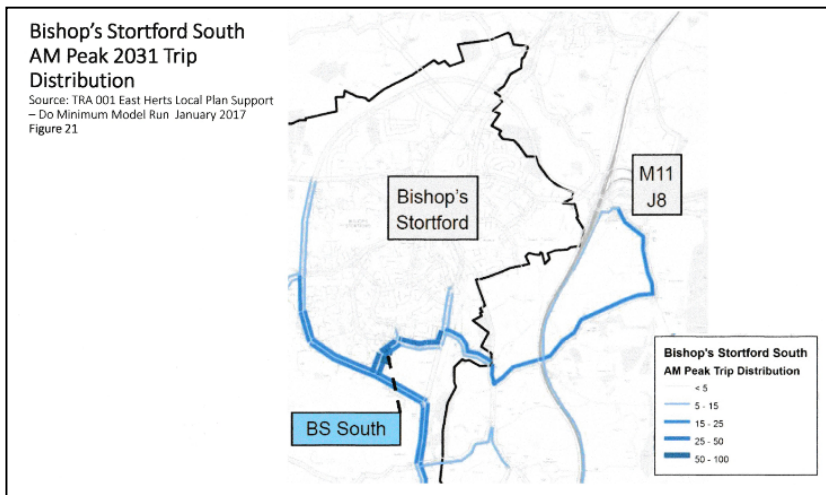 Bishop's Stortford South
AM Peak 2031 Trip
Distribution
Source: TRA 001 East Herts Local Plan Support
– Do Minimum Model Run January 2017
Figure 21
M11
J8
Bishop's
Stortford
BS South
Bishop's Stortford South
AM Peak Trip Distribution
< 5
5 - 15
15 - 25
25 - 50
50 - 100